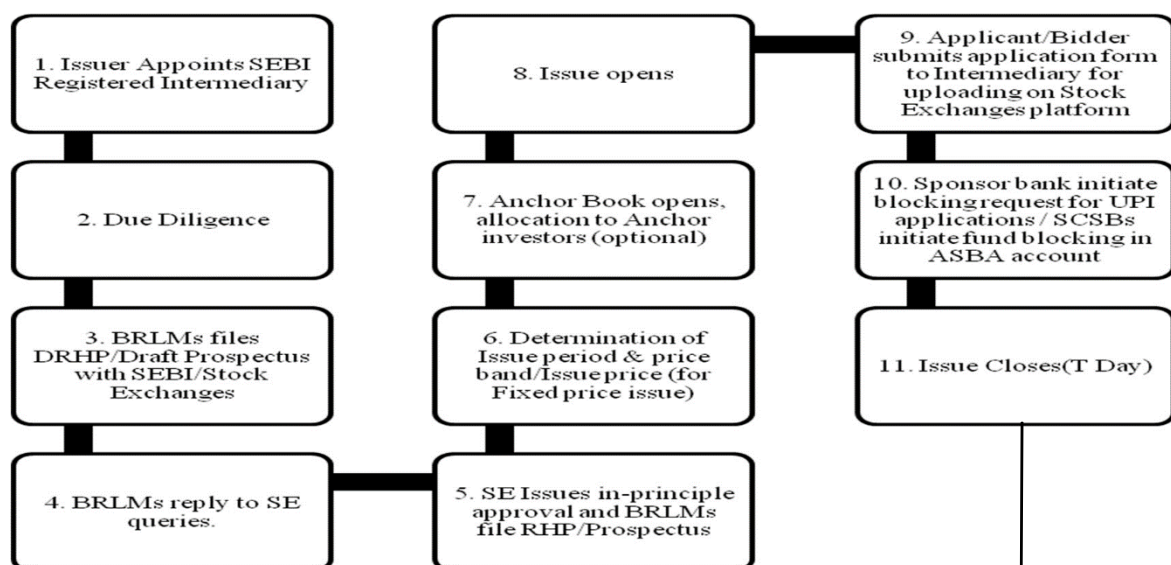 1. Issuer Appoints SEBI
Registered Intermediary
2. Due Diligence
3. BRLMs files
DRHP/Draft Prospectus
with SEBI/Stock
Exchanges
4. BRLMs reply to SE
queries.
5. SE Issues in-principle
approval and BRLMs
file RHP/Prospectus
6. Determination of
Issue period & price
band/Issue price (for
Fixed price issue)
7. Anchor Book opens,
allocation to Anchor
investors (optional)
8. Issue opens
9. Applicant/Bidder
submits application form
to Intermediary for
uploading on Stock
Exchanges platform
10. Sponsor bank initiate
blocking request for UPI
applications / SCSBs
initiate fund blocking in
ASBA account
11. Issue Closes(T Day)